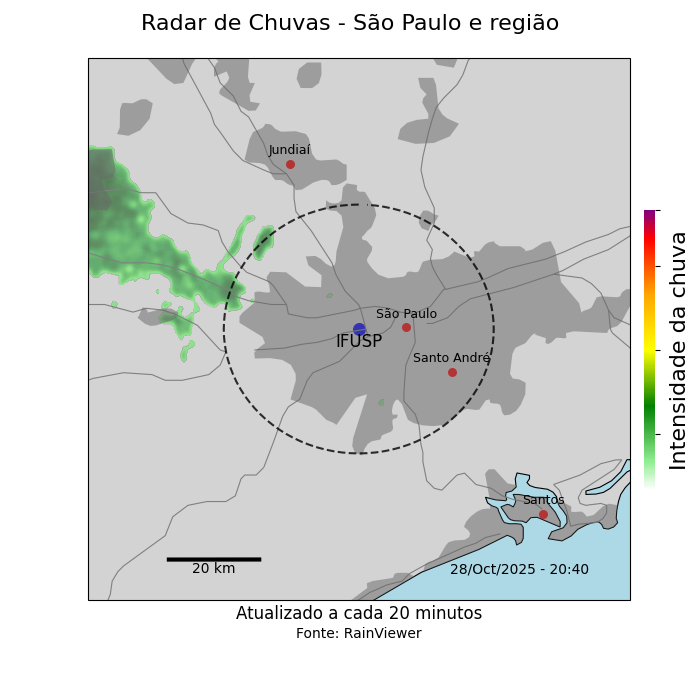 Radar de Chuvas - São Paulo e região
Jundiaí
São Paulo
IFUSP
Santo André
Santos
20 km
28/Oct/2025 - 20:40
Intensidade da chuva
Atualizado a cada 20 minutos
Fonte: RainViewer